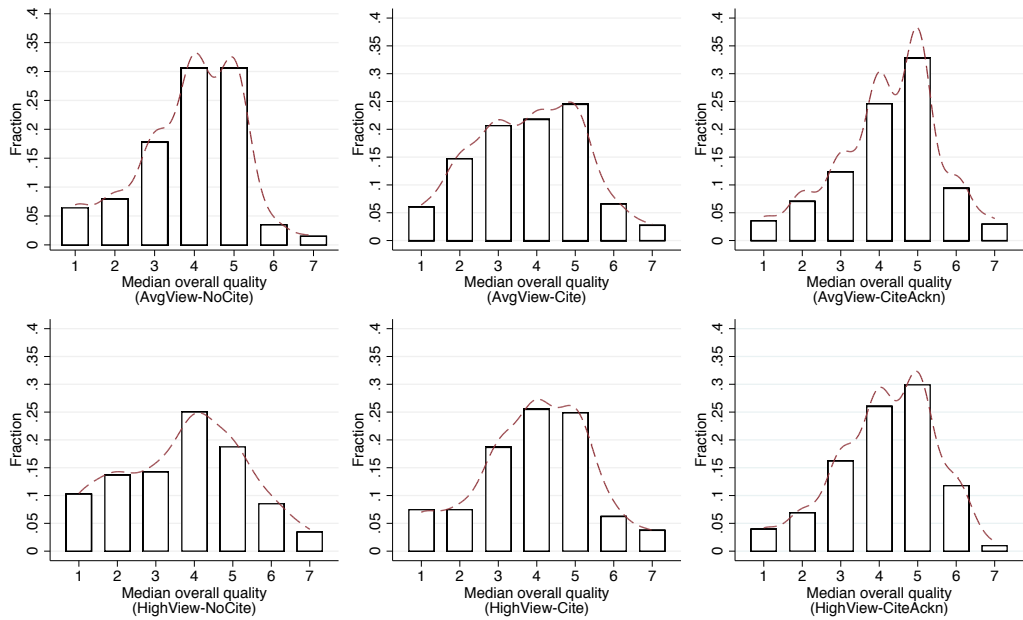 Fraction
.4
.35
.3
.25
.2
.15
.1
.05
0
1 2 3 4 5 6 7
Median overall quality
(AvgView-NoCite)
Fraction
.4
.35
.3
.25
.2
.15
.1
.05
0
1 2 3 4 5 6 7
Median overall quality
(AvgView-Cite)
Fraction
.4
.35
.3
.25
.2
.15
.1
.05
0
1 2 3 4 5 6 7
Median overall quality
(AvgView-CiteAckn)
Fraction
.4
.35
.3
.25
.2
.15
.1
.05
0
1 2 3 4 5 6 7
Median overall quality
(HighView-NoCite)
Fraction
.4
.35
.3
.25
.2
.15
.1
.05
0
1 2 3 4 5 6 7
Median overall quality
(HighView-Cite)
Fraction
.4
.35
.3
.25
.2
.15
.1
.05
0
1 2 3 4 5 6 7
Median overall quality
(HighView-CiteAckn)